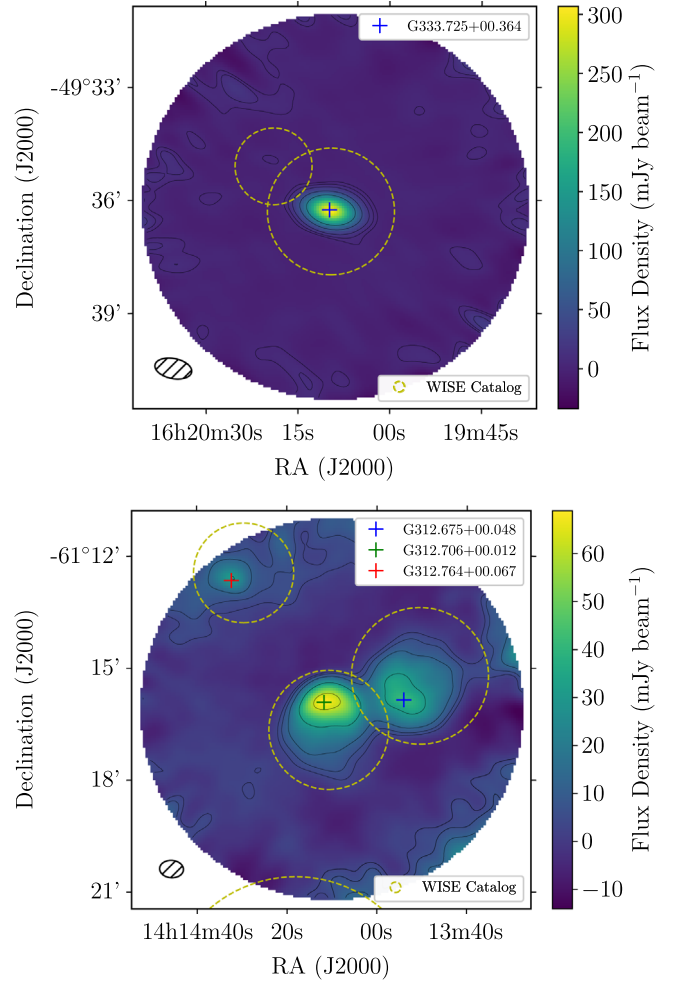 G333.725+00.364
-49°33’
36’
39’
Declination (J2000)
WISE Catalog
16h20m30s 15s 00s 19m45s
RA (J2000)
300
250
200
150
100
50
0
Flux Density (mJy beam⁻¹)
G312.675+00.048
G312.706+00.012
G312.764+00.067
-61°12’
15’
18’
21’
Declination (J2000)
WISE Catalog
14h14m40s 20s 00s 13m40s
RA (J2000)
60
50
40
30
20
10
0
−10
Flux Density (mJy beam⁻¹)